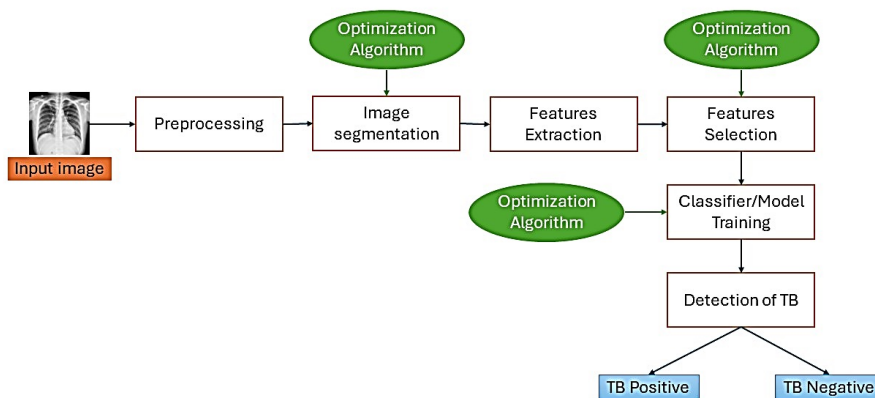 Optimization
Algorithm
Optimization
Algorithm
Input image
Preprocessing
Image
segmentation
Features
Extraction
Features
Selection
Optimization
Algorithm
Classifier/Model
Training
Detection of TB
TB Positive
TB Negative